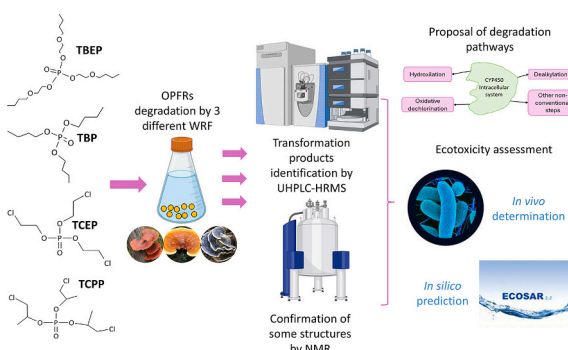 TBEP
TBP
TCEP
TCPP
OPFRs
degradation by 3
different WRF
Transformation
products
identification by
UHPLC-HRMS
Confirmation of
some structures
by NMR
Proposal of degradation
pathways
Hydroxilation
CYP450
Intracellular
system
Dealkylation
Oxidative
dechlorination
Other non-
conventional
steps
Ecotoxicity assessment
In vivo
determination
In silico
prediction
ECOSAR